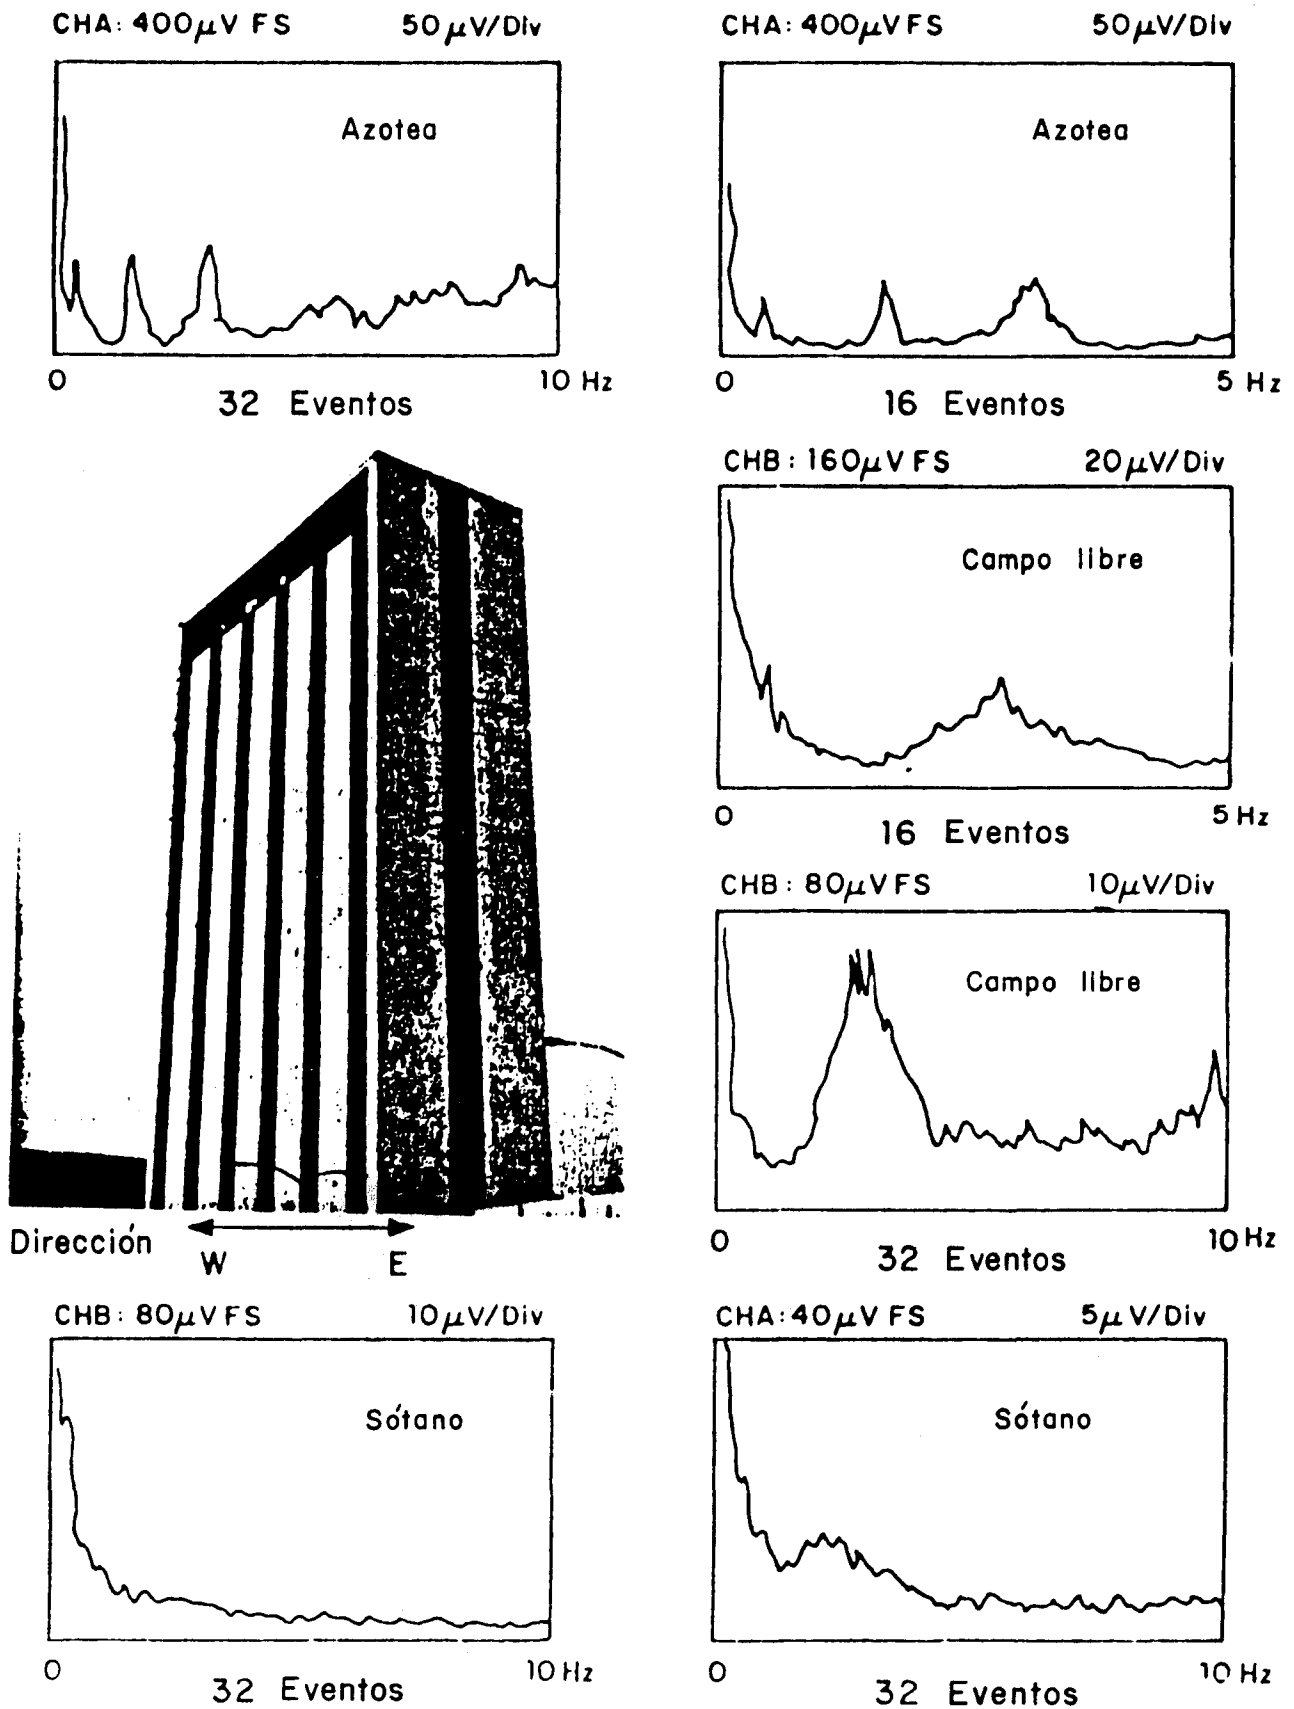 CHA: 400μV FS 50μV/Div
Azotea
0 10 Hz
32 Eventos
CHA: 400μV FS 50μV/Div
Azotea
0 5 Hz
16 Eventos
CHB: 160μV FS 20μV/Div
Campo libre
0 5 Hz
16 Eventos
CHB: 80μV FS 10μV/Div
Campo libre
0 10 Hz
32 Eventos
Dirección W E
CHB: 80μV FS 10μV/Div
Sótano
0 10 Hz
32 Eventos
CHA: 40μV FS 5μV/Div
Sótano
0 10 Hz
32 Eventos